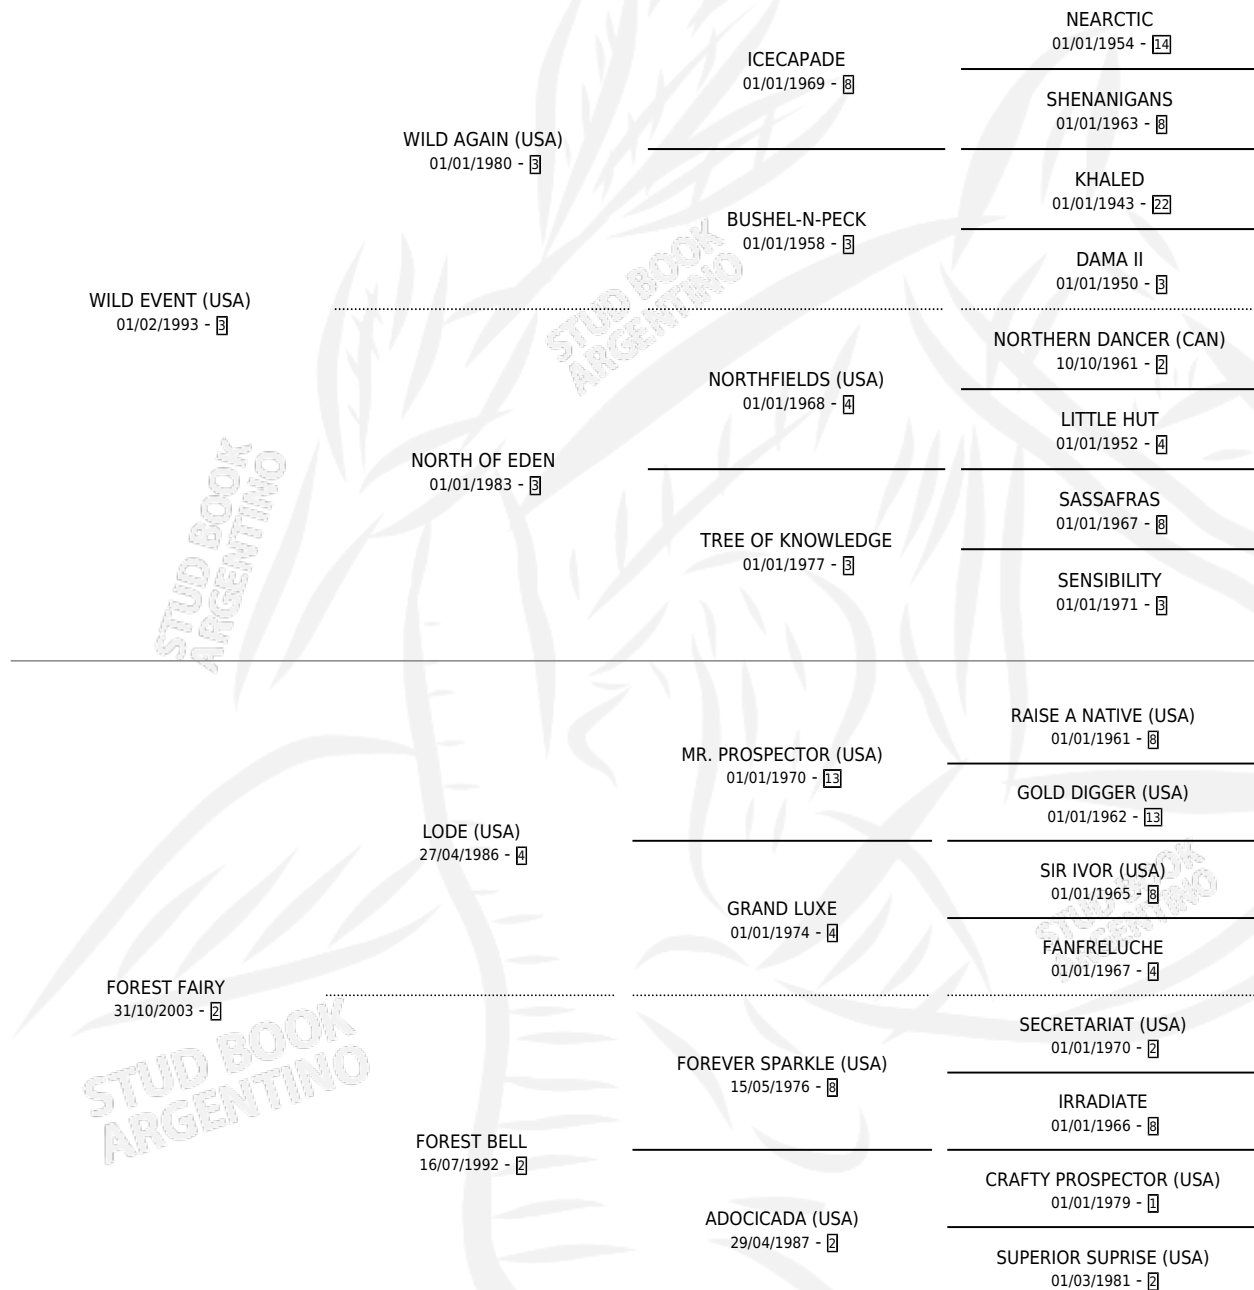 NEARCTIC
01/01/1954 - 14
ICECAPADE
01/01/1969 - 8
SHENANIGANS
01/01/1963 - 8
WILD AGAIN (USA)
01/01/1980 - 3
KHALED
01/01/1943 - 22
BUSHEL-N-PECK
01/01/1958 - 3
DAMA II
01/01/1950 - 3
WILD EVENT (USA)
01/02/1993 - 3
NORTHERN DANCER (CAN)
10/10/1961 - 2
NORTHFIELDS (USA)
01/01/1968 - 4
LITTLE HUT
01/01/1952 - 4
NORTH OF EDEN
01/01/1983 - 3
SASSAFRAS
01/01/1967 - 8
TREE OF KNOWLEDGE
01/01/1977 - 3
SENSIBILITY
01/01/1971 - 3
RAISE A NATIVE (USA)
01/01/1961 - 8
MR. PROSPECTOR (USA)
01/01/1970 - 13
GOLD DIGGER (USA)
01/01/1962 - 13
LODE (USA)
27/04/1986 - 4
SIR IVOR (USA)
01/01/1965 - 8
GRAND LUXE
01/01/1974 - 4
FANFRELUCHE
01/01/1967 - 4
FOREST FAIRY
31/10/2003 - 2
SECRETARIAT (USA)
01/01/1970 - 2
FOREVER SPARKLE (USA)
15/05/1976 - 8
IRRADIATE
01/01/1966 - 8
FOREST BELL
16/07/1992 - 2
CRAFTY PROSPECTOR (USA)
01/01/1979 - 1
ADOCICADA (USA)
29/04/1987 - 2
SUPERIOR SUPRISE (USA)
01/03/1981 - 2
STUD BOOK
ARGENTINO
STUD BOOK
ARGENTINO
STUD BOOK
ARGENTINO
STUD BOOK
ARGENTINO